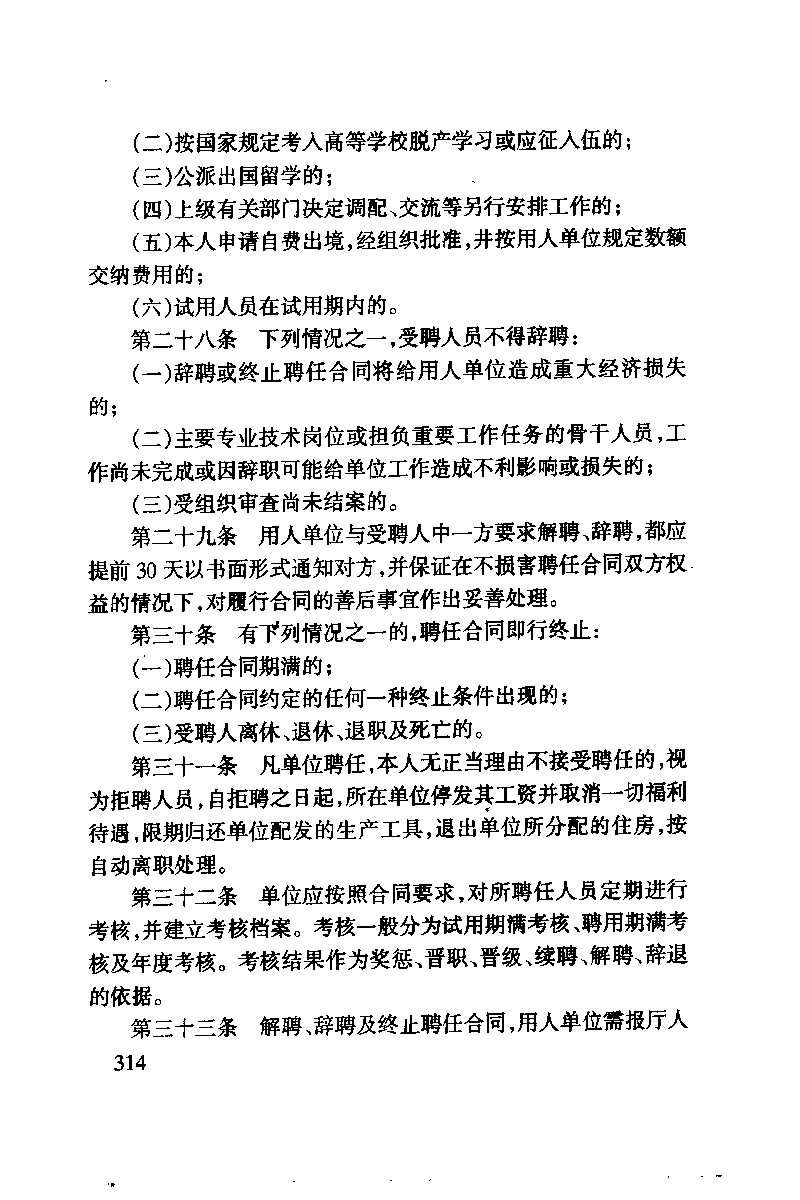 (二)按国家规定考入高等学校脱产学习或应征入伍的;
(三)公派出国留学的;
(四)上级有关部门决定调配、交流等另行安排工作的;
(五)本人申请自费出境,经组织批准,并按用人单位规定数额
交纳费用的;
(六)试用人员在试用期内的。
第二十八条　下列情况之一,受聘人员不得辞聘:
(一)辞聘或终止聘任合同将给用人单位造成重大经济损失
的;
(二)主要专业技术岗位或担负重要工作任务的骨干人员,工
作尚未完成或因辞职可能给单位工作造成不利影响或损失的;
(三)受组织审查尚未结案的。
第二十九条　用人单位与受聘人中一方要求解聘、辞聘,都应
提前 30 天以书面形式通知对方,并保证在不损害聘任合同双方权
益的情况下,对履行合同的善后事宜作出妥善处理。
第三十条　有下列情况之一的,聘任合同即行终止:
(一)聘任合同期满的;
(二)聘任合同约定的任何一种终止条件出现的;
(三)受聘人离休、退休、退职及死亡的。
第三十一条　凡单位聘任,本人无正当理由不接受聘任的,视
为拒聘人员,自拒聘之日起,所在单位停发其工资并取消一切福利
待遇,限期归还单位配发的生产工具,退出单位所分配的住房,按
自动离职处理。
第三十二条　单位应按照合同要求,对所聘任人员定期进行
考核,并建立考核档案。考核一般分为试用期满考核、聘用期满考
核及年度考核。考核结果作为奖惩、晋职、晋级、续聘、解聘、辞退
的依据。
第三十三条　解聘、辞聘及终止聘任合同,用人单位需报厅人
314